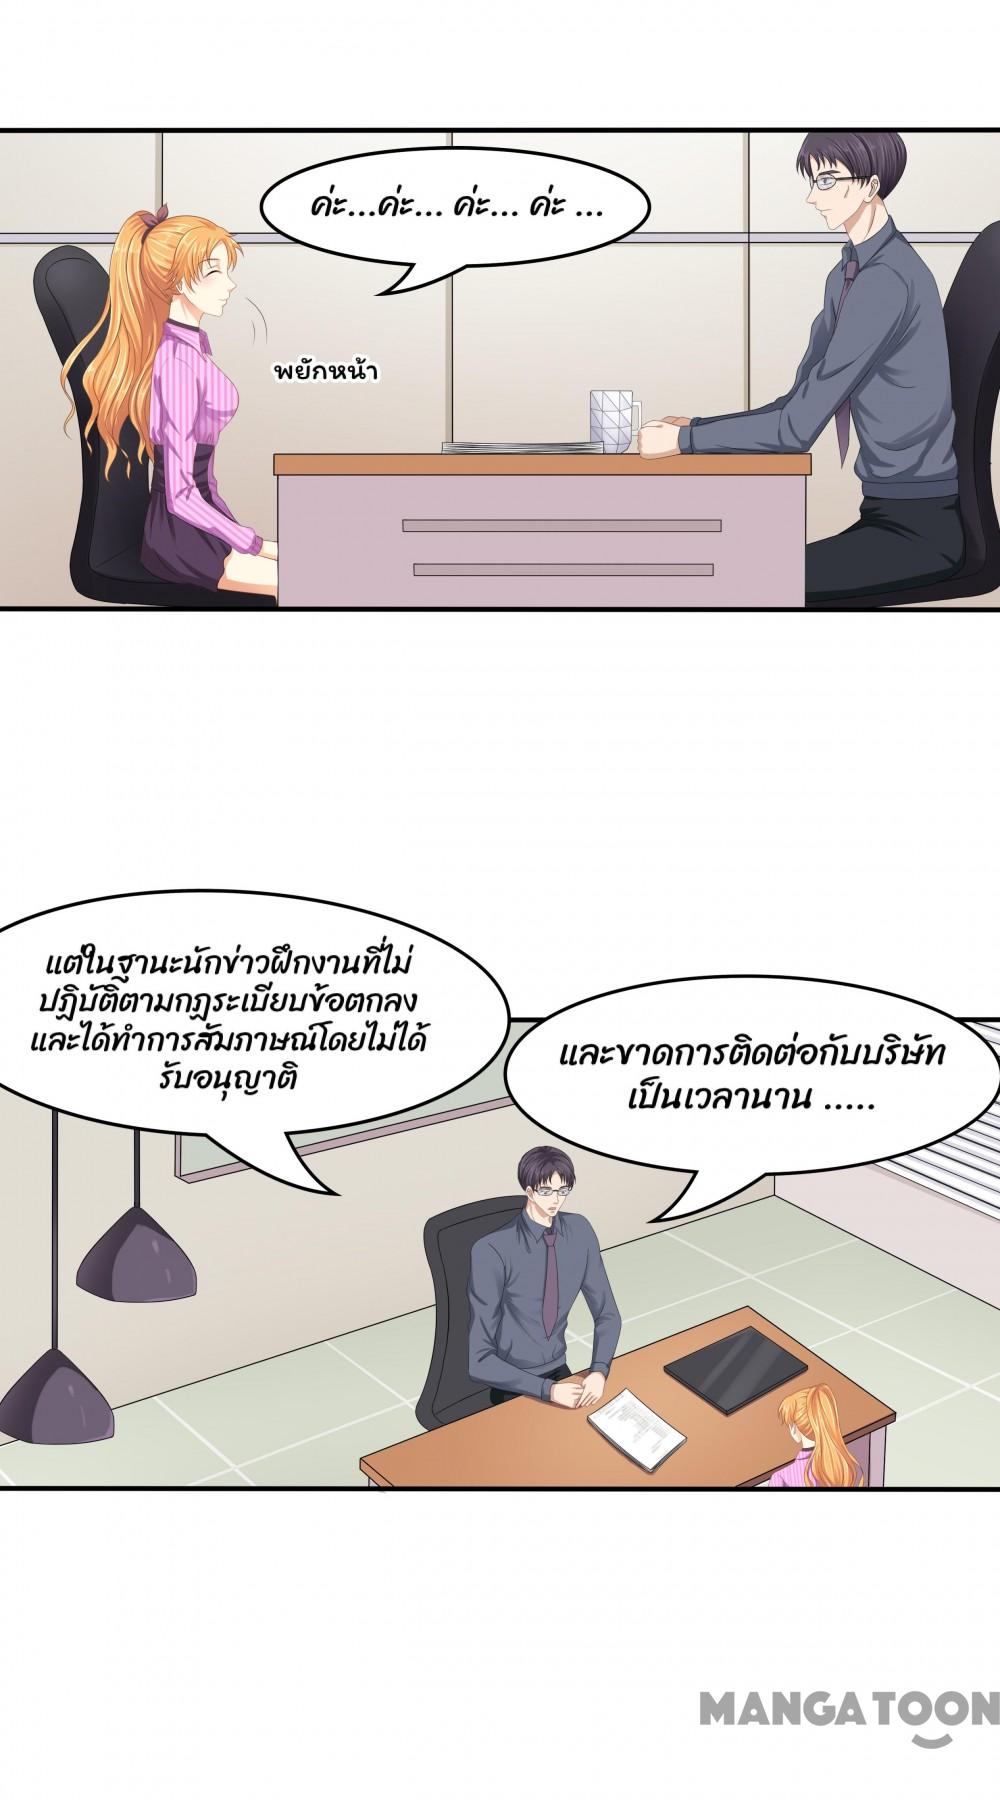 ค่ะ...ค่ะ... ค่ะ... ค่ะ ...
พยักหน้า
แต่ในฐานะนักข่าวฝึกงานที่ไม่
ปฏิบัติตามกฎระเบียบข้อตกลง
และได้ทำการสัมภาษณ์โดยไม่ได้
รับอนุญาติ
และขาดการติดต่อกับบริษัท
เป็นเวลานาน .....
MANGATOON